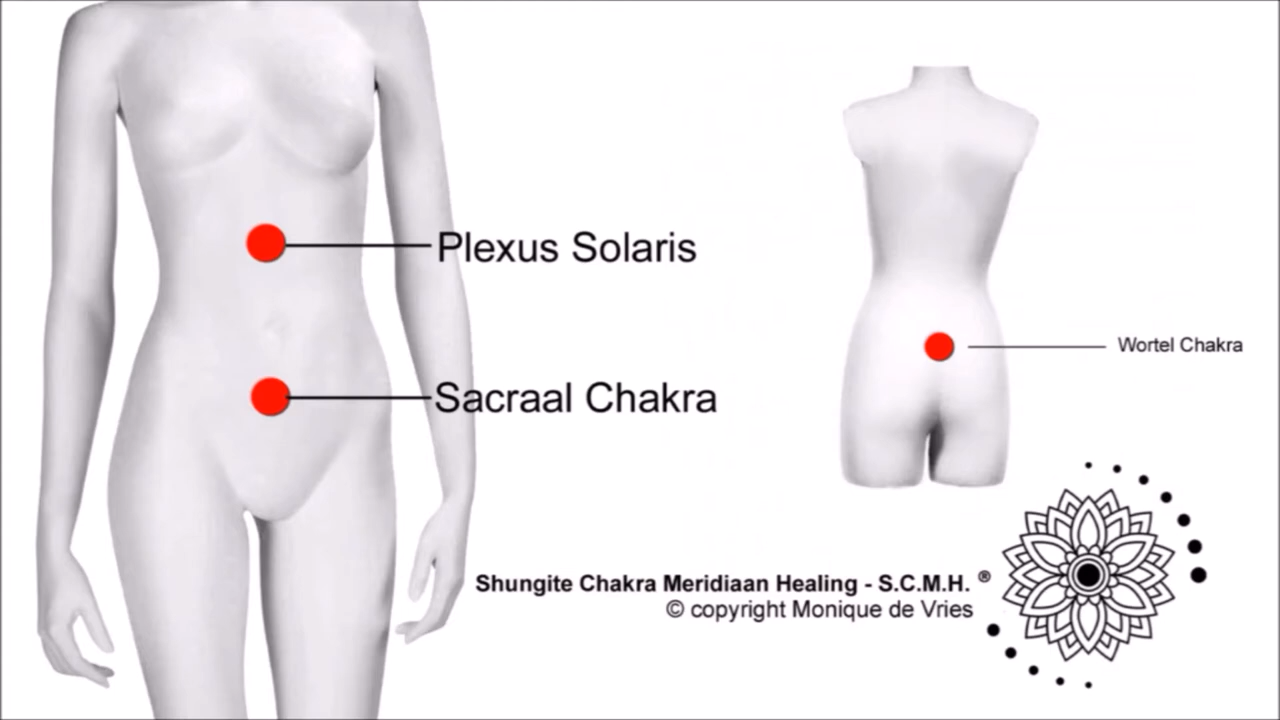 Plexus Solaris
Wortel Chakra
Sacraal Chakra
Shungite Chakra Meridiaan Healing - S.C.M.H. ®
© copyright Monique de Vries